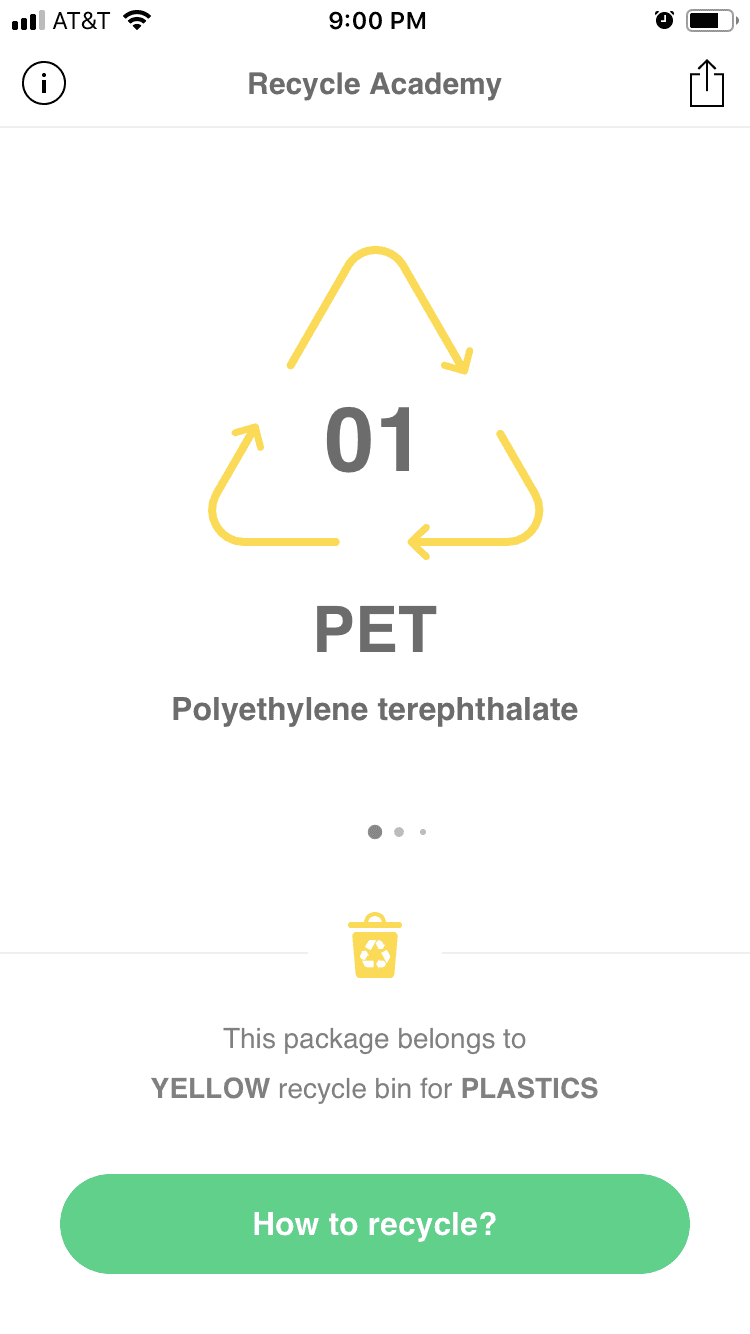 AT&T 9:00 PM
Recycle Academy
01
PET
Polyethylene terephthalate
This package belongs to
YELLOW recycle bin for PLASTICS
How to recycle?